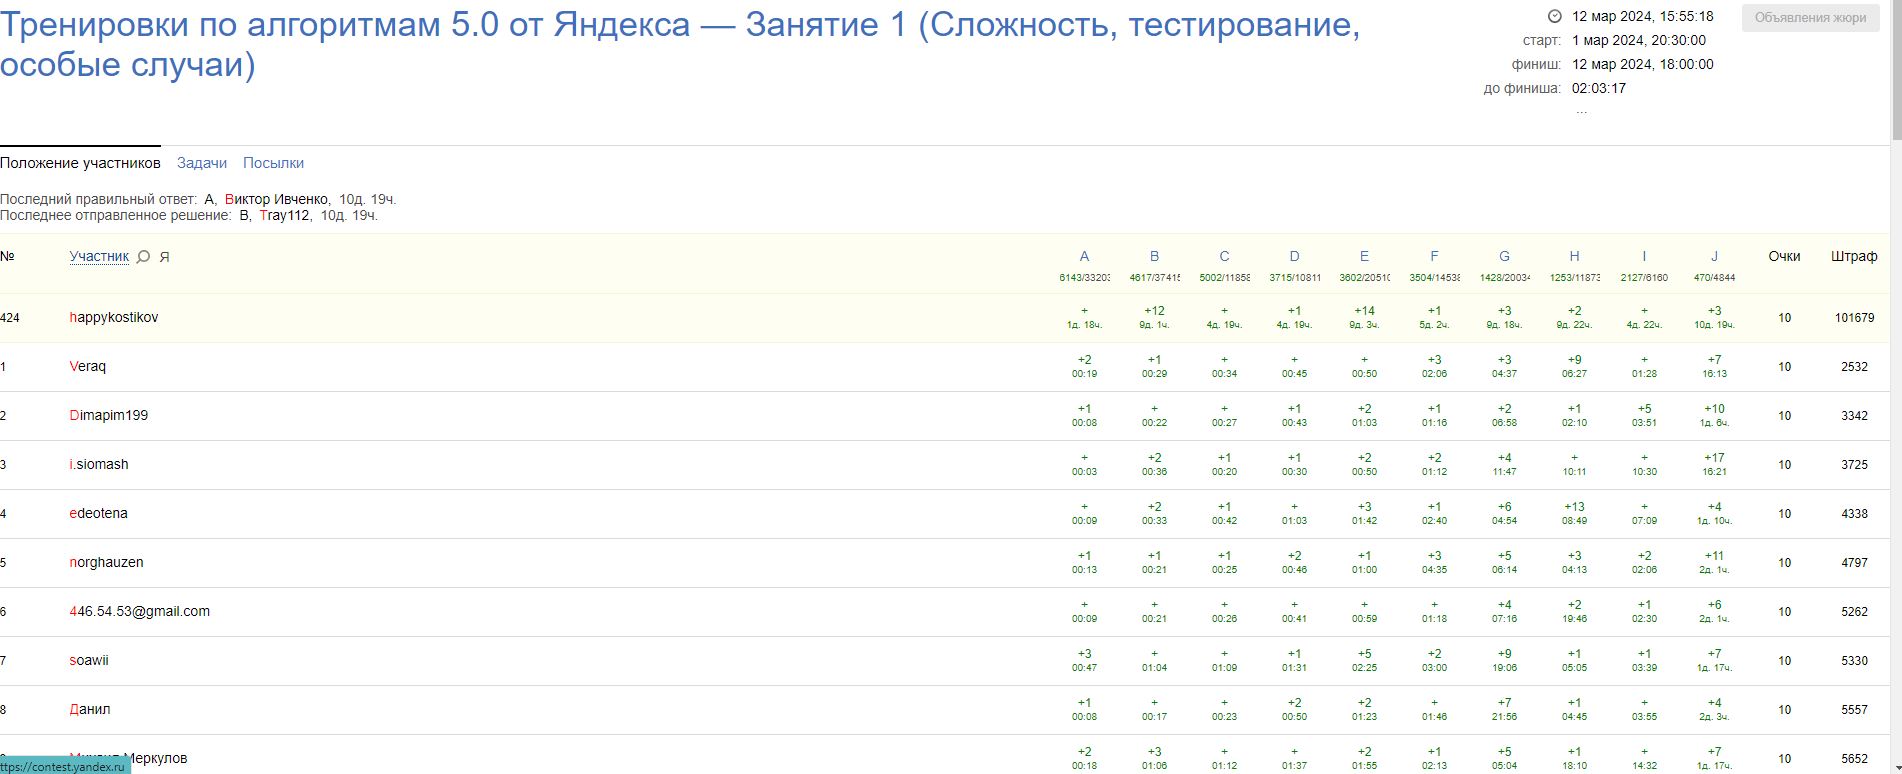 Тренировки по алгоритмам 5.0 от Яндекса — Занятие 1 (Сложность, тестирование,
особые случаи)
12 мар 2024, 15:55:18
старт: 1 мар 2024, 20:30:00
финиш: 12 мар 2024, 18:00:00
до финиша: 02:03:17
...
Объявления жюри
Положение участников Задачи Посылки
Последний правильный ответ: A, Виктор Ивченко, 10д. 19ч.
Последнее отправленное решение: B, Tray112, 10д. 19ч.
№ Участник Я A B C D E F G H I J Очки Штраф
6143/33203 4617/37415 5002/11858 3715/10811 3602/20510 3504/14538 1428/20034 1253/11873 2127/6160 470/4844
+ +12 + +1 +14 +1 +3 +2 + +3
424 happykostikov 10 101679
1д. 18ч. 9д. 1ч. 4д. 19ч. 4д. 19ч. 9д. 3ч. 5д. 2ч. 9д. 18ч. 9д. 22ч. 4д. 22ч. 10д. 19ч.
+2 +1 + + + +3 +3 +9 + +7
1 Veraq 10 2532
00:19 00:29 00:34 00:45 00:50 02:06 04:37 06:27 01:28 16:13
+1 + + +1 +2 +1 +2 +1 +5 +10
2 Dimapim199 10 3342
00:08 00:22 00:27 00:43 01:03 01:16 06:58 02:10 03:51 1д. 6ч.
+ +2 +1 +1 +2 +2 +4 + + +17
3 i.siomash 10 3725
00:03 00:36 00:20 00:30 00:50 01:12 11:47 10:11 10:30 16:21
+ +2 +1 + +3 +1 +6 +13 + +4
4 edeotena 10 4338
00:09 00:33 00:42 01:03 01:42 02:40 04:54 08:49 07:09 1д. 10ч.
+1 +1 +1 +2 +1 +3 +5 +3 +2 +11
5 norghauzen 10 4797
00:13 00:21 00:25 00:46 01:00 04:35 06:14 04:13 02:06 2д. 1ч.
+ + + + + + +4 +2 +1 +6
6 446.54.53@gmail.com 10 5262
00:09 00:21 00:26 00:41 00:59 01:18 07:16 19:46 02:30 2д. 1ч.
+3 + + +1 +5 +2 +9 +1 +1 +7
7 soawii 10 5330
00:47 01:04 01:09 01:31 02:25 03:00 19:06 05:05 03:39 1д. 17ч.
+1 + + +2 +2 + +7 +1 + +4
8 Данил 10 5557
00:08 00:17 00:23 00:50 01:23 01:46 21:56 04:45 03:55 2д. 3ч.
+2 +3 + + +2 +1 +5 +1 + +7
Меркулов 10 5652
00:18 01:06 01:12 01:37 01:55 02:13 05:04 18:10 14:32 1д. 17ч.
ttps://contest.yandex.ru